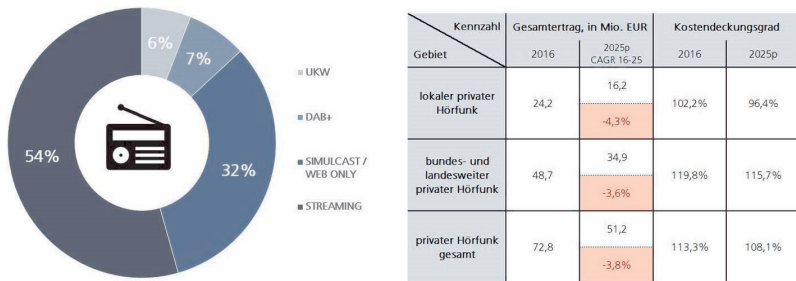 6%
7%
32%
54%
UKW
DAB+
SIMULCAST /
WEB ONLY
STREAMING
Kennzahl
Gebiet
Gesamtertrag, in Mio. EUR
Kostendeckungsgrad
2016
2025p
CAGR 16-25
2016
2025p
lokaler privater
Hörfunk
24,2
16,2
-4,3%
102,2%
96,4%
bundes- und
landesweiter
privater Hörfunk
48,7
34,9
-3,6%
119,8%
115,7%
privater Hörfunk
gesamt
72,8
51,2
-3,8%
113,3%
108,1%